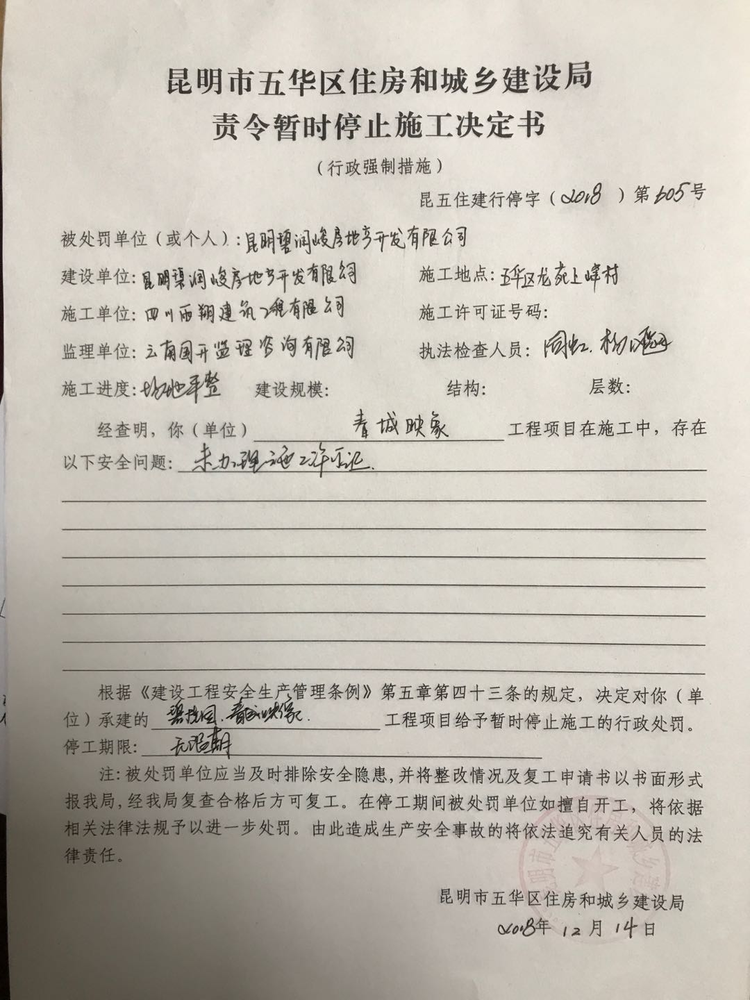 昆明市五华区住房和城乡建设局
责令暂时停止施工决定书
（行政强制措施）
昆五住建行停字（2018）第605号
被处罚单位（或个人）：昆明碧润峻房地产开发有限公司
建设单位：昆明碧润峻房地产开发有限公司 施工地点：五华区龙苑上峰村
施工单位：四川西翔建筑工程有限公司 施工许可证号码：
监理单位：云南国开监理咨询有限公司 执法检查人员：
施工进度：场地平整 建设规模： 结构： 层数：
经查明，你（单位）春城映象工程项目在施工中，存在
以下安全问题：未办理施工许可证.
根据《建设工程安全生产管理条例》第五章第四十三条的规定，决定对你（单
位）承建的碧桂园.春城映像.工程项目给予暂时停止施工的行政处罚。
停工期限：无限期
注：被处罚单位应当及时排除安全隐患，并将整改情况及复工申请书以书面形式
报我局，经我局复查合格后方可复工。在停工期间被处罚单位如擅自开工，将依据
相关法律法规予以进一步处罚。由此造成生产安全事故的将依法追究有关人员的法
律责任。
昆明市五华区住房和城乡建设局
2018年12月14日